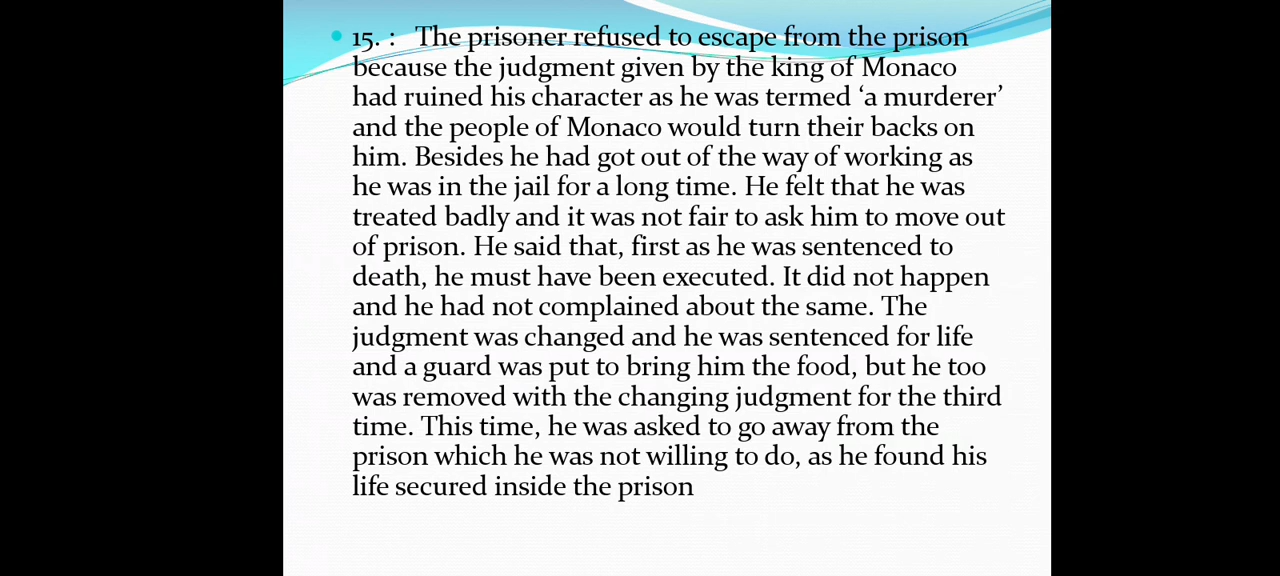 15. :   The prisoner refused to escape from the prison
because the judgment given by the king of Monaco
had ruined his character as he was termed ‘a murderer’
and the people of Monaco would turn their backs on
him. Besides he had got out of the way of working as
he was in the jail for a long time. He felt that he was
treated badly and it was not fair to ask him to move out
of prison. He said that, first as he was sentenced to
death, he must have been executed. It did not happen
and he had not complained about the same. The
judgment was changed and he was sentenced for life
and a guard was put to bring him the food, but he too
was removed with the changing judgment for the third
time. This time, he was asked to go away from the
prison which he was not willing to do, as he found his
life secured inside the prison